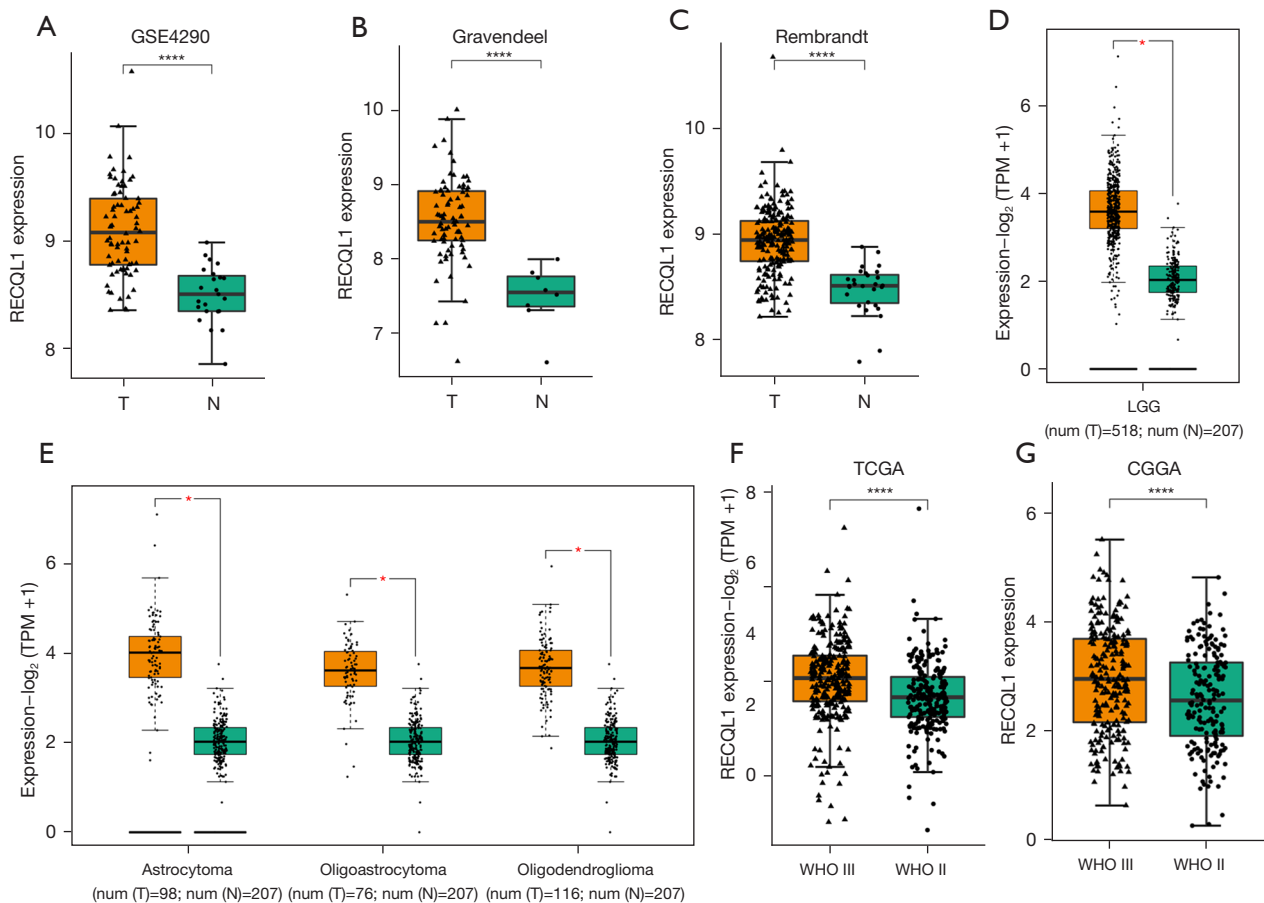 A
GSE4290
****
RECQL1 expression
10
9
8
T
N
B
Gravendeel
****
RECQL1 expression
10
9
8
7
T
N
C
Rembrandt
****
RECQL1 expression
10
9
8
T
N
D
*
Expression−log2 (TPM +1)
6
4
2
0
LGG
(num (T)=518; num (N)=207)
E
*
*
*
Expression−log2 (TPM +1)
6
4
2
0
Astrocytoma
(num (T)=98; num (N)=207)
Oligoastrocytoma
(num (T)=76; num (N)=207)
Oligodendroglioma
(num (T)=116; num (N)=207)
F
TCGA
****
RECQL1 expression−log2 (TPM +1)
8
6
4
2
0
WHO III
WHO II
G
CGGA
****
RECQL1 expression
6
4
2
0
WHO III
WHO II